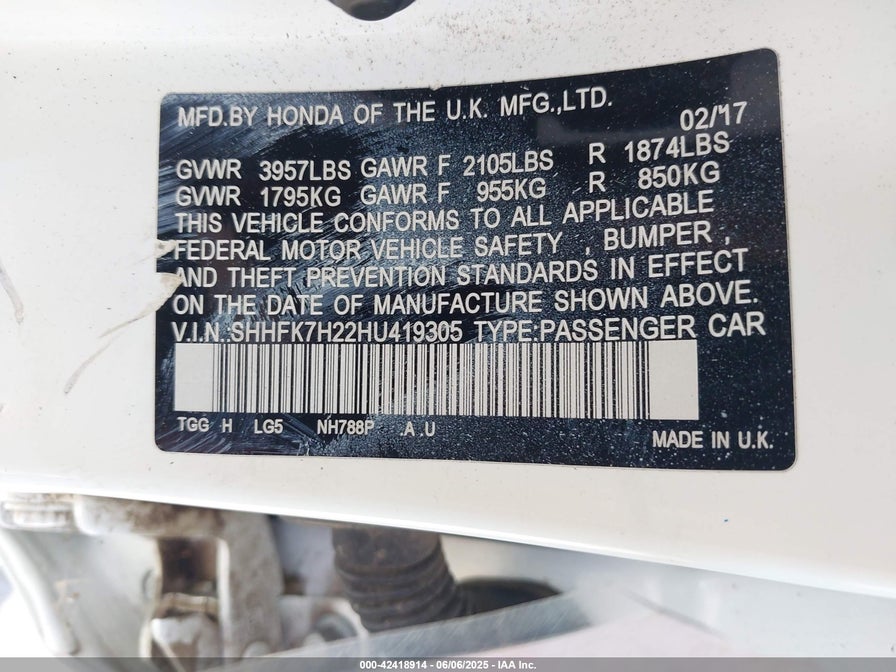 MFD.BY HONDA OF THE U.K. MFG.,LTD.
02/'17
GVWR 3957LBS GAWR F 2105LBS R 1874LBS
GVWR 1795KG GAWR F 955KG R 850KG
THIS VEHICLE CONFORMS TO ALL APPLICABLE
FEDERAL MOTOR VEHICLE SAFETY , BUMPER ,
AND THEFT PREVENTION STANDARDS IN EFFECT
ON THE DATE OF MANUFACTURE SHOWN ABOVE.
V.I.N.:SHHFK7H22HU419305 TYPE:PASSENGER CAR
TGG H LG5 NH788P .A .U
MADE IN U.K.
000-42418914 - 06/06/2025 - IAA Inc.